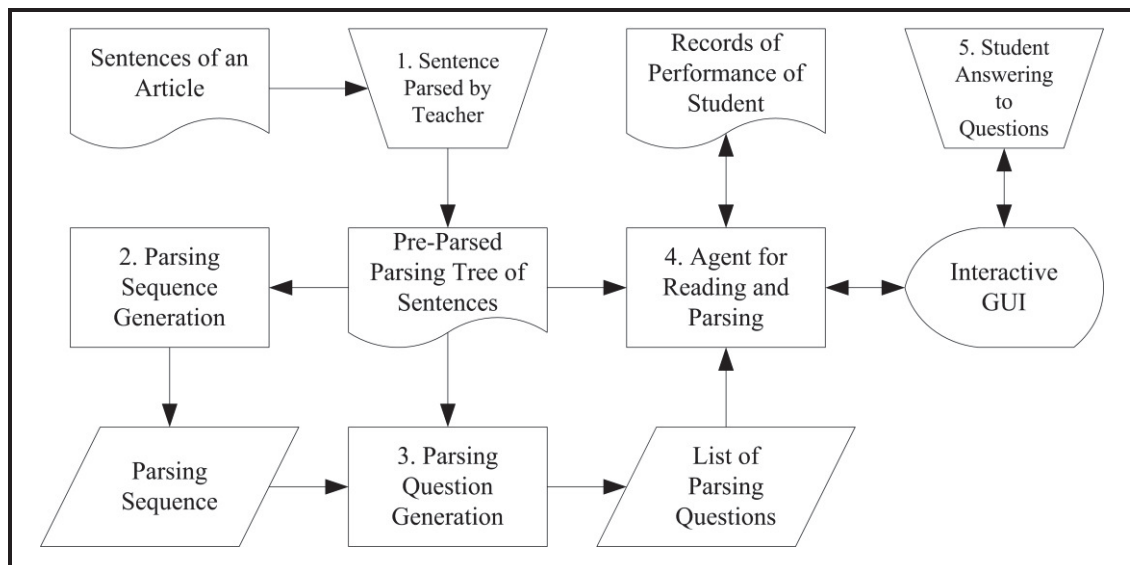 Sentences of an
Article
1. Sentence
Parsed by
Teacher
Records of
Performance of
Student
5. Student
Answering
to
Questions
2. Parsing
Sequence
Generation
Pre-Parsed
Parsing Tree of
Sentences
4. Agent for
Reading and
Parsing
Interactive
GUI
Parsing
Sequence
3. Parsing
Question
Generation
List of
Parsing
Questions